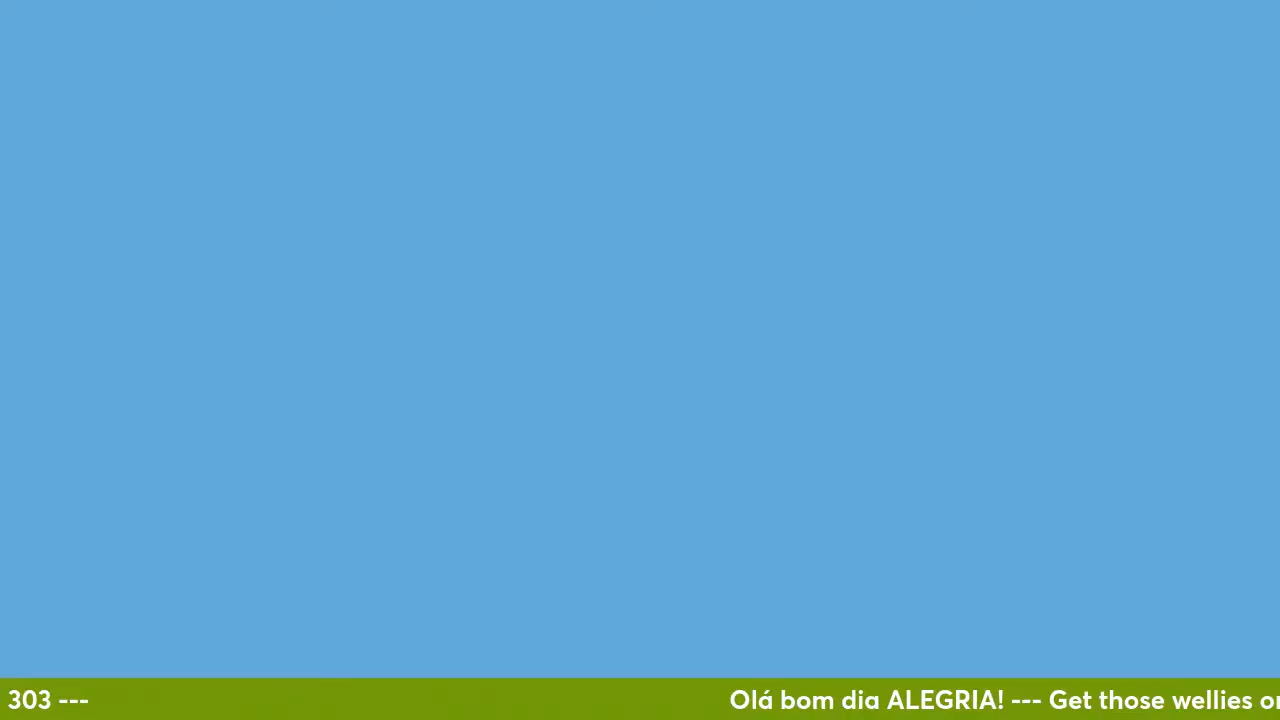 303 --- Olá bom dia ALEGRIA! --- Get those wellies